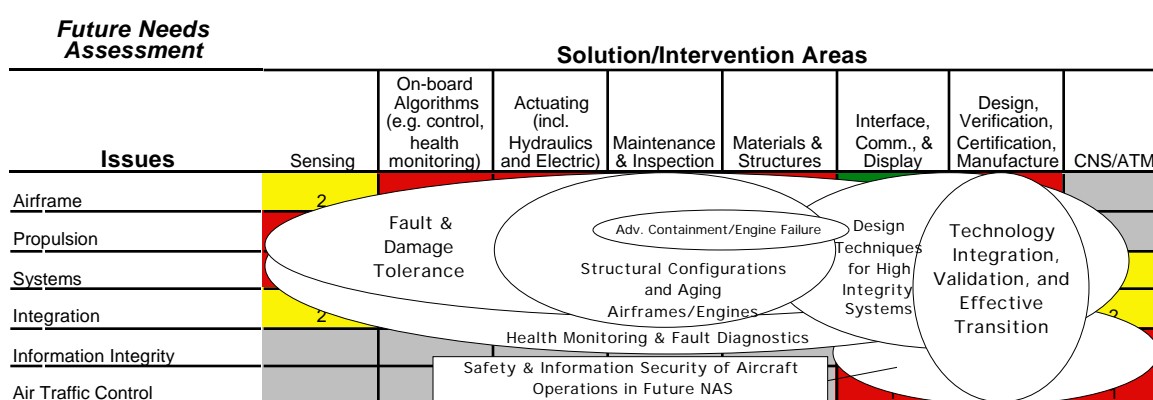 Future Needs
Assessment
Solution/Intervention Areas
Issues
Sensing
On-board
Algorithms
(e.g. control,
health
monitoring)
Actuating
(incl.
Hydraulics
and Electric)
Maintenance
& Inspection
Materials &
Structures
Interface,
Comm., &
Display
Design,
Verification,
Certification,
Manufacture
CNS/ATM
Airframe
2
Propulsion
Systems
Integration
2
2
Information Integrity
Air Traffic Control
Fault &
Damage
Tolerance
Adv. Containment/Engine Failure
Structural Configurations
and Aging
Airframes/Engines
Health Monitoring & Fault Diagnostics
Design
Techniques
for High
Integrity
Systems
Technology
Integration,
Validation, and
Effective
Transition
Safety & Information Security of Aircraft
Operations in Future NAS